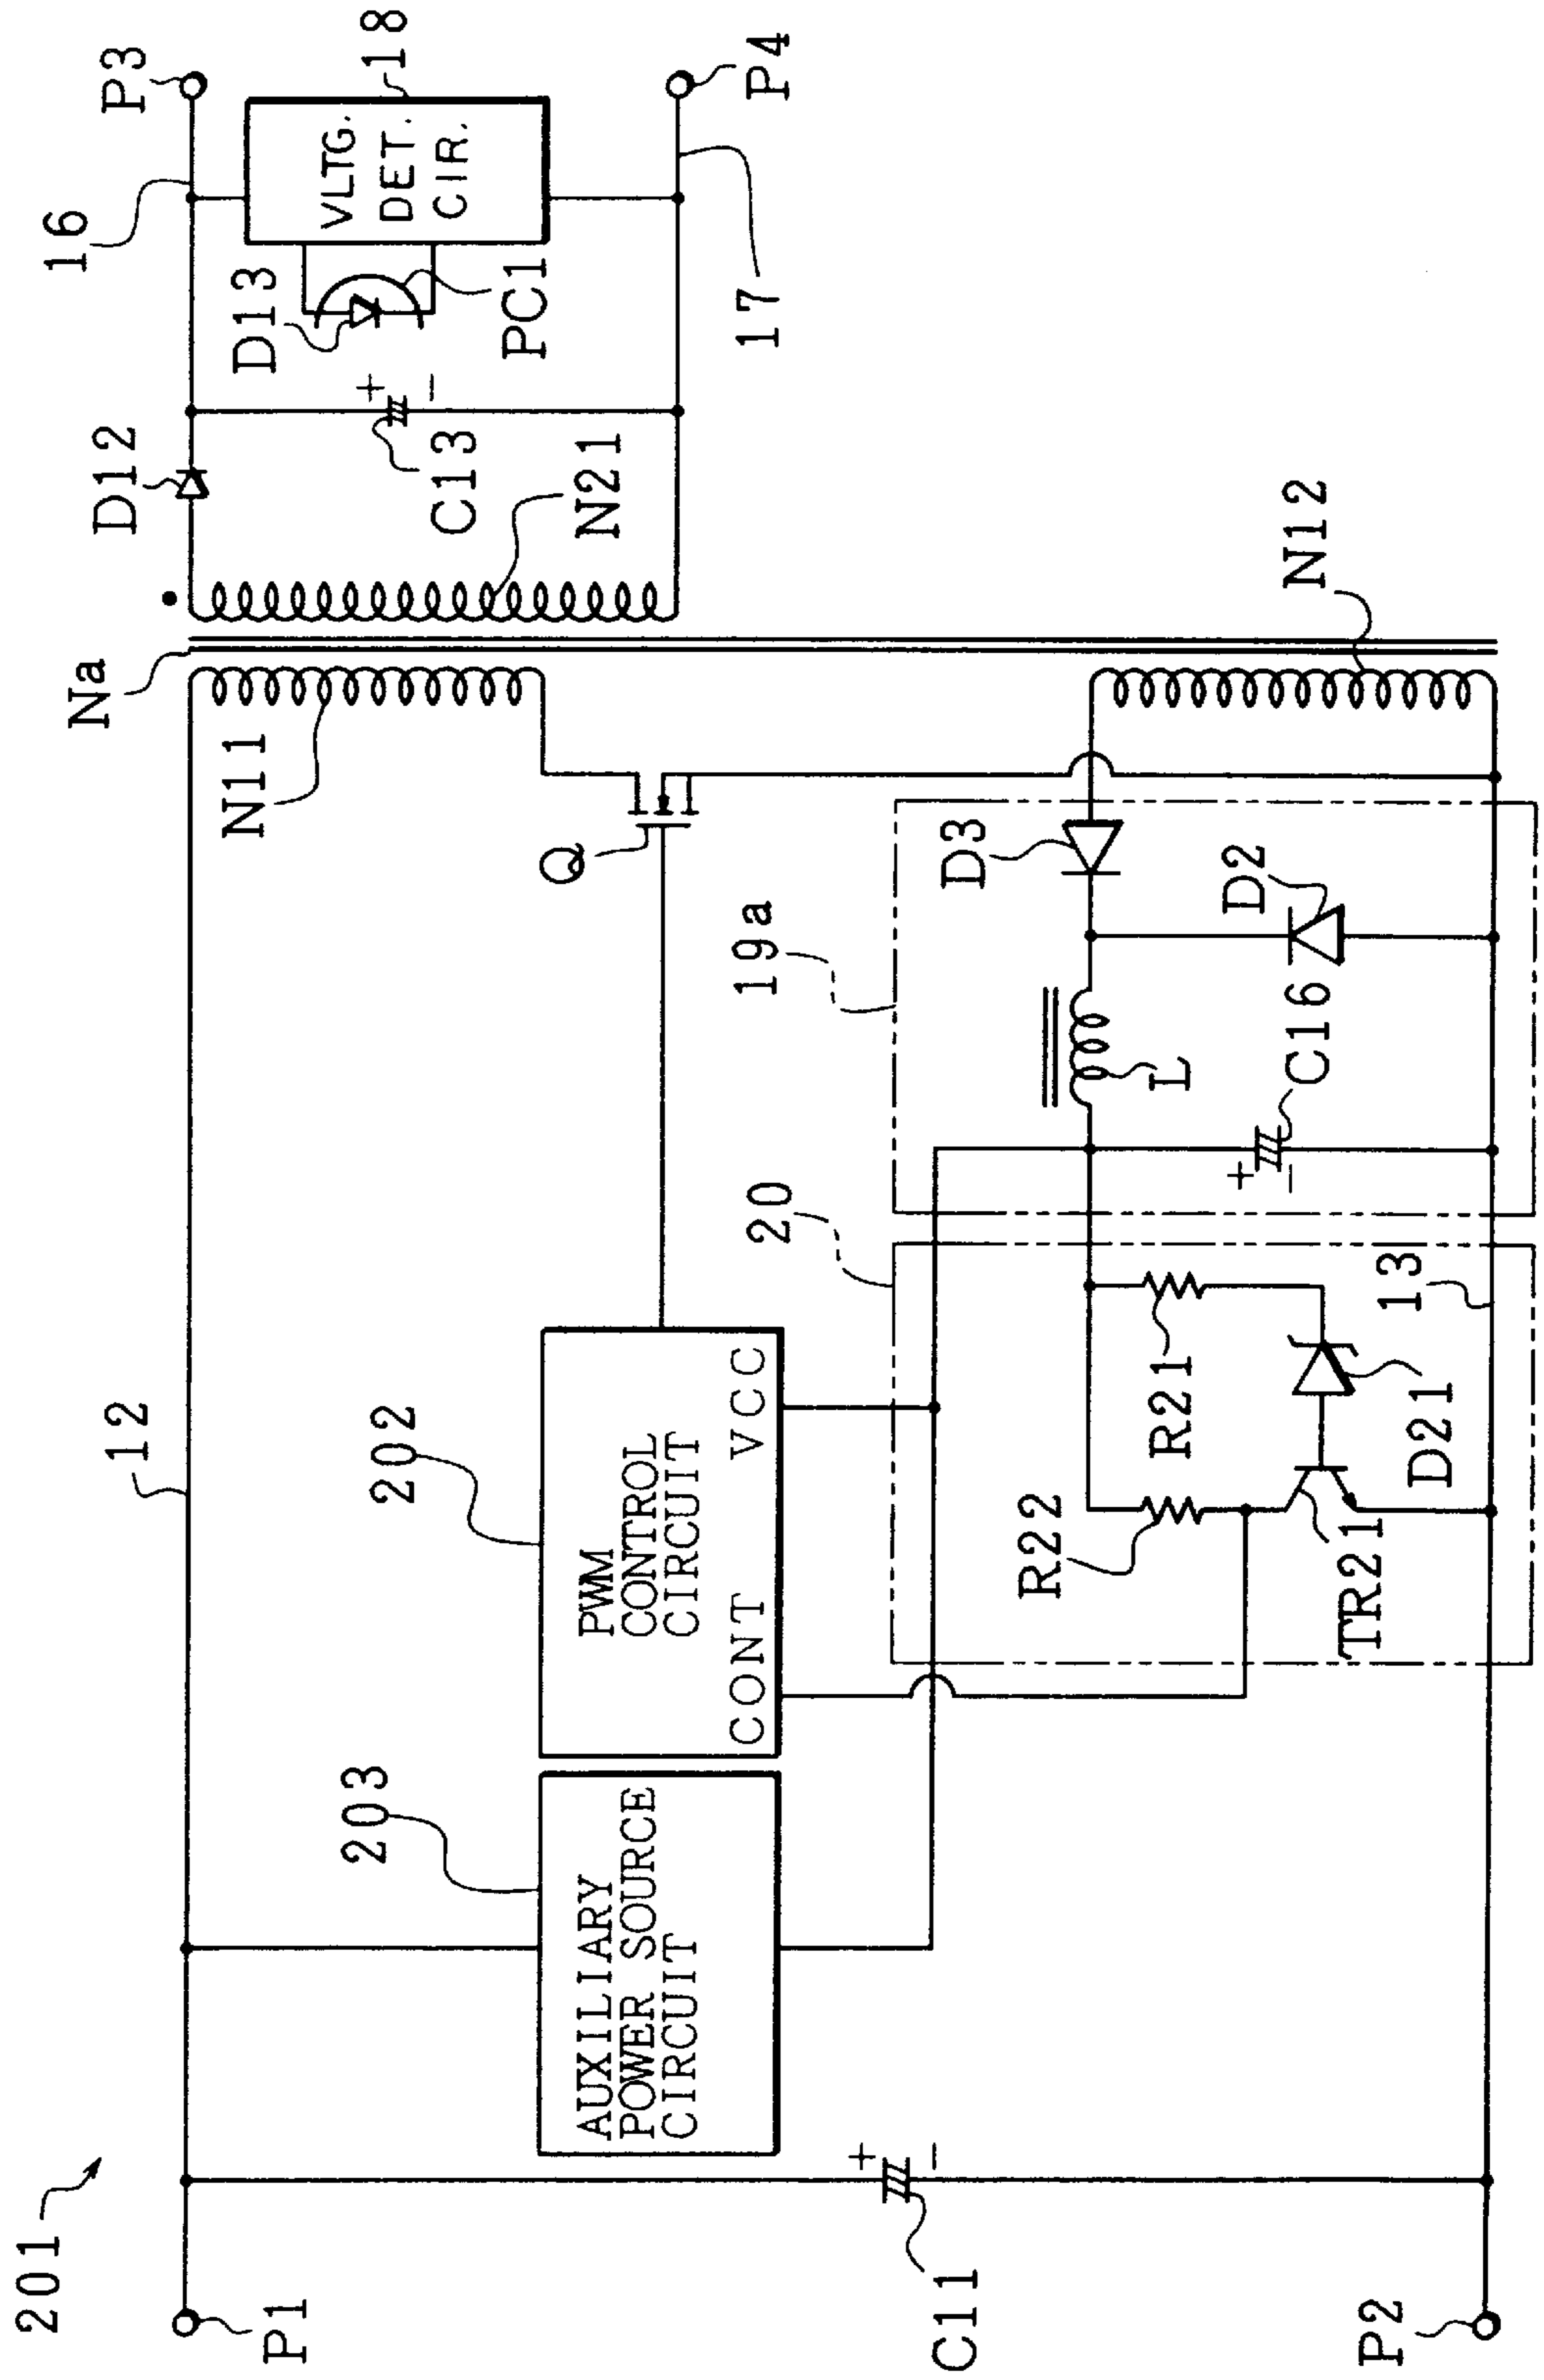 201
P1
12
203
AUXILIARY
POWER SOURCE
CIRCUIT
202
PWM
CONTROL
CIRCUIT
CONT
VCC
C11
+
−
P2
20
R22
R21
TR21
D21
13
19a
L
C16
+
−
D3
D2
Q
N11
Na
N12
N21
D12
C13
+
−
D13
PC1
16
17
VLTG.
DET.
CIR.
18
P3
P4